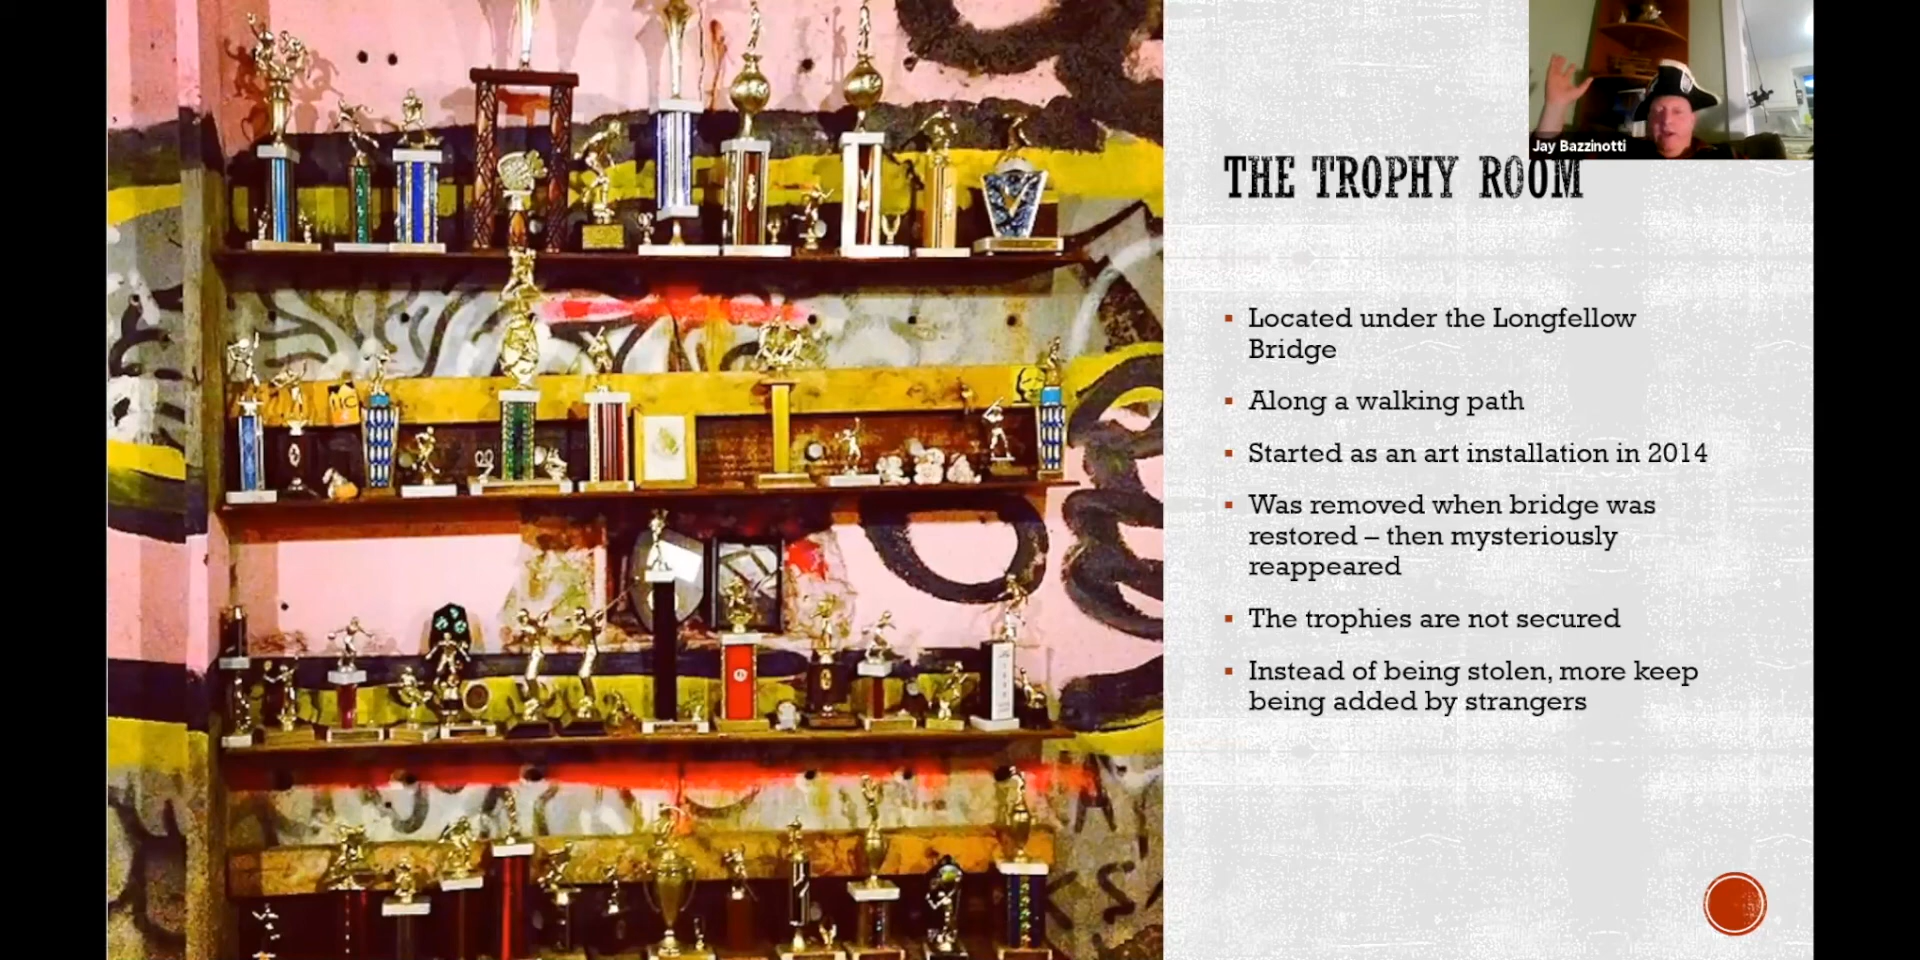 Jay Bazzinotti
THE TROPHY ROOM
▪ Located under the Longfellow
Bridge
▪ Along a walking path
▪ Started as an art installation in 2014
▪ Was removed when bridge was
restored – then mysteriously
reappeared
▪ The trophies are not secured
▪ Instead of being stolen, more keep
being added by strangers